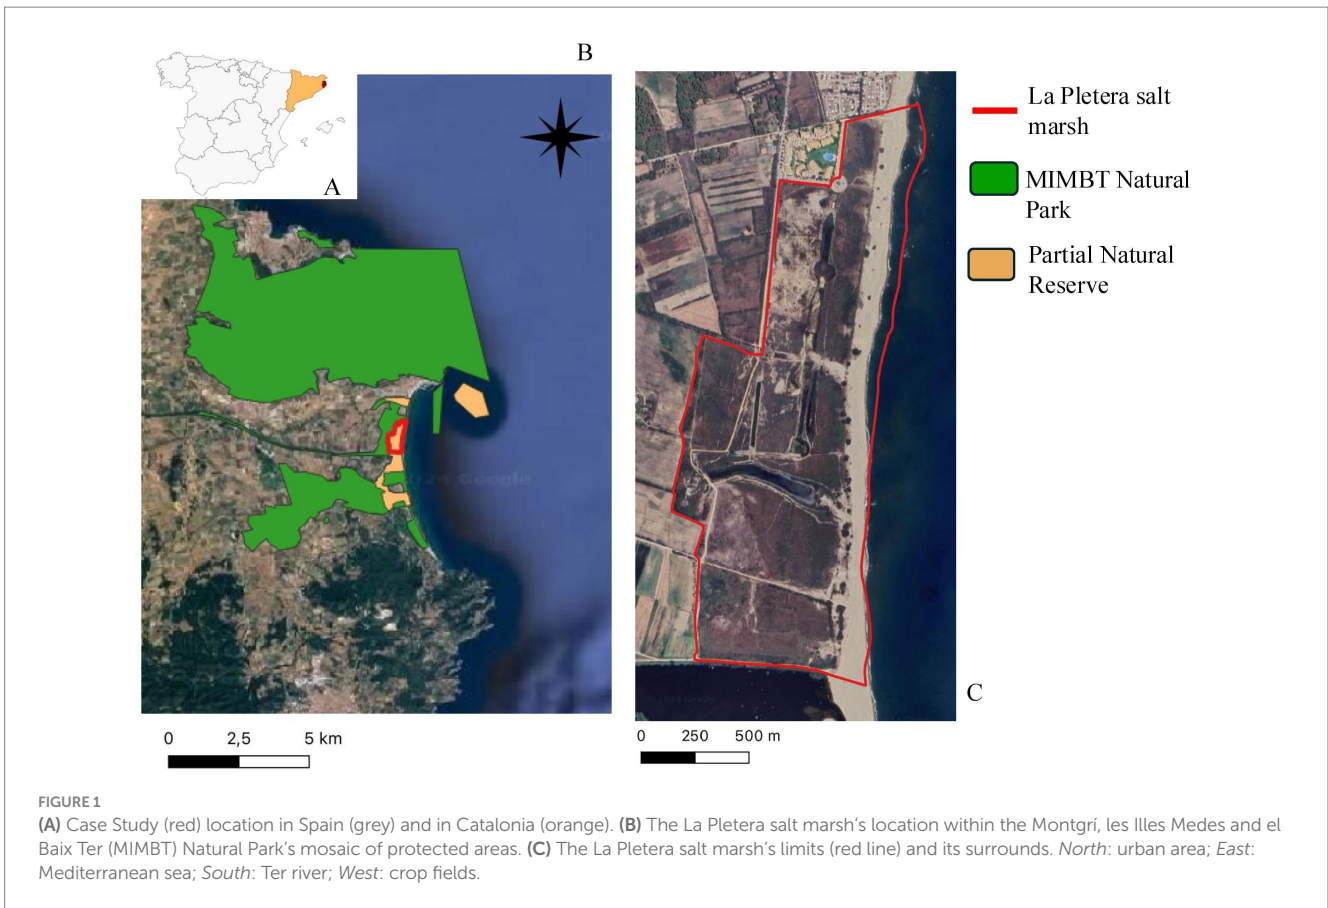 B
A
La Pletera salt
marsh
MIMBT Natural
Park
Partial Natural
Reserve
2024 Google
C
0 2,5 5 km
0 250 500 m
FIGURE 1
(A) Case Study (red) location in Spain (grey) and in Catalonia (orange). (B) The La Pletera salt marsh’s location within the Montgrí, les Illes Medes and el
Baix Ter (MIMBT) Natural Park’s mosaic of protected areas. (C) The La Pletera salt marsh’s limits (red line) and its surrounds. North: urban area; East:
Mediterranean sea; South: Ter river; West: crop fields.